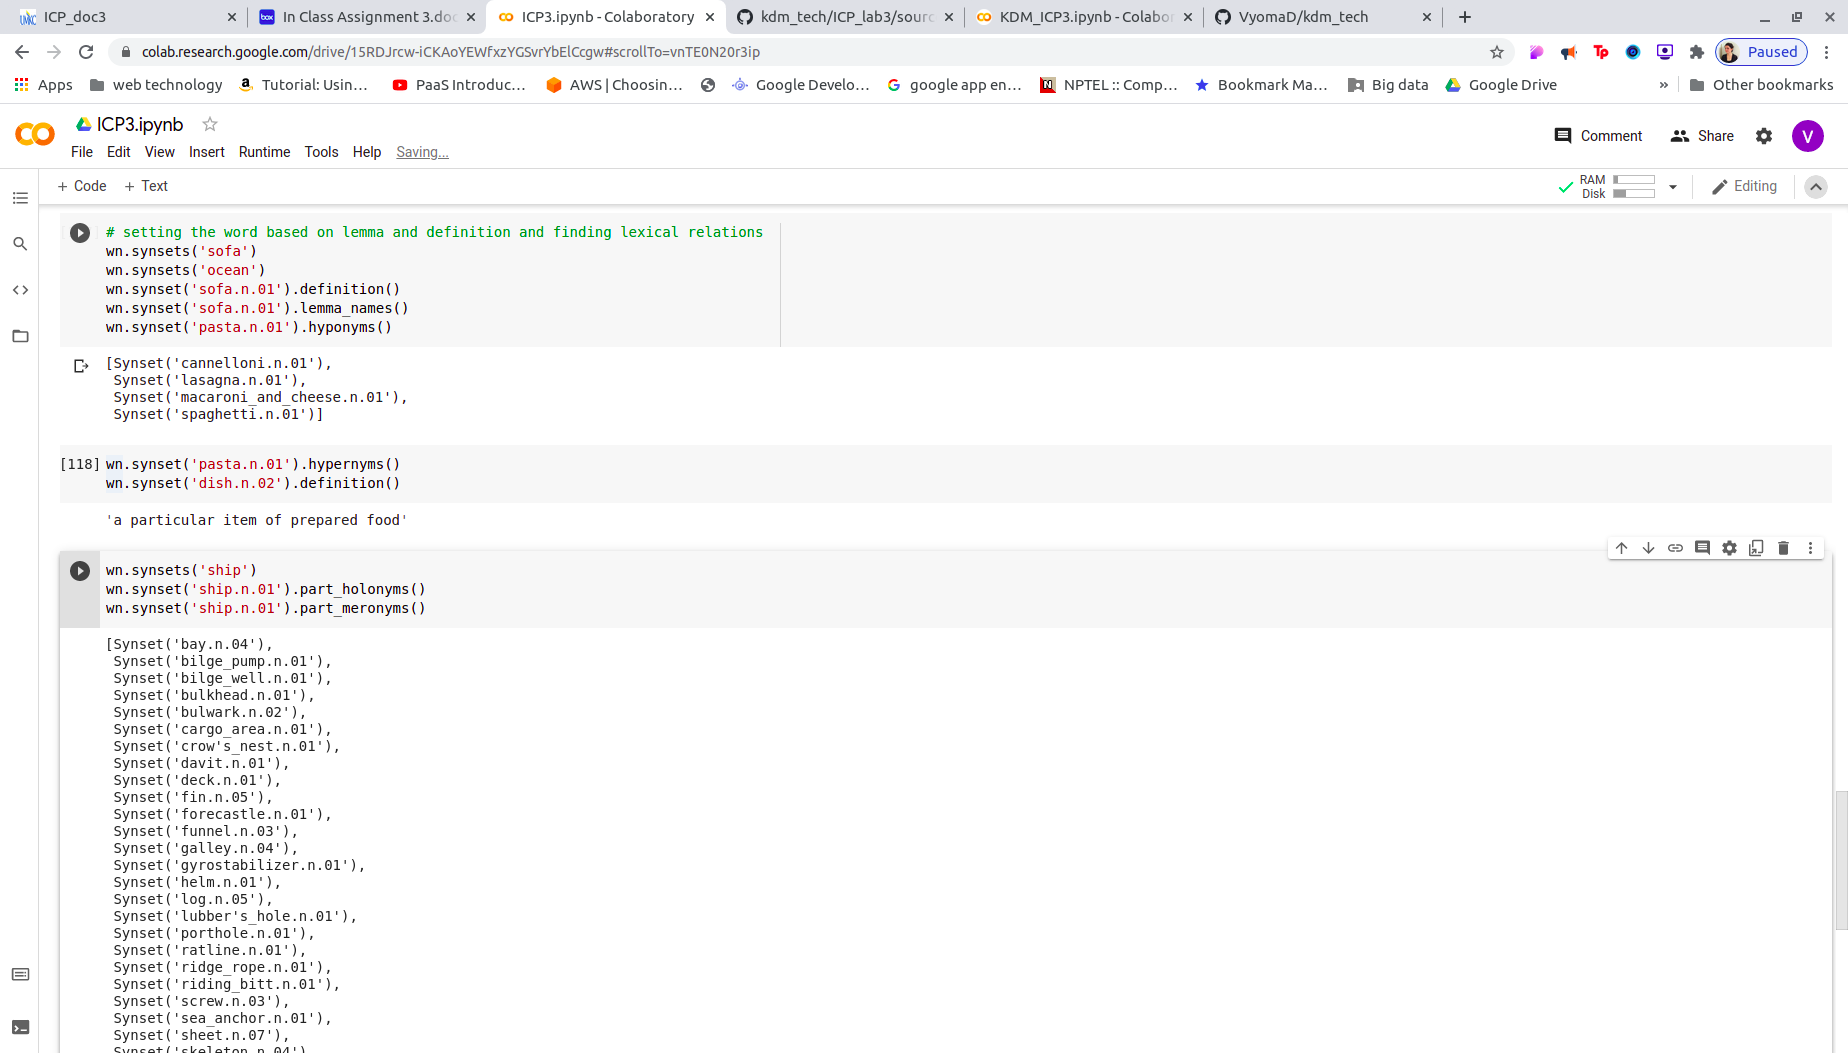 ICP_doc3
In Class Assignment 3.doc
ICP3.ipynb - Colaboratory
kdm_tech/ICP_lab3/sourc
KDM_ICP3.ipynb - Colabor
VyomaD/kdm_tech
colab.research.google.com/drive/15RDJrcw-iCKAoYEWfxzYGSvrYbElCcgw#scrollTo=vnTE0N20r3ip
Tp
Paused
Apps
web technology
Tutorial: Usin...
PaaS Introduc...
AWS | Choosin...
Google Develo...
google app en...
NPTEL :: Comp...
Bookmark Ma...
Big data
Google Drive
»
Other bookmarks
ICP3.ipynb
File Edit View Insert Runtime Tools Help Saving...
Comment
Share
V
+ Code + Text
RAM
Disk
Editing
# setting the word based on lemma and definition and finding lexical relations
wn.synsets('sofa')
wn.synsets('ocean')
wn.synset('sofa.n.01').definition()
wn.synset('sofa.n.01').lemma_names()
wn.synset('pasta.n.01').hyponyms()
[Synset('cannelloni.n.01'),
Synset('lasagna.n.01'),
Synset('macaroni_and_cheese.n.01'),
Synset('spaghetti.n.01')]
[118] wn.synset('pasta.n.01').hypernyms()
wn.synset('dish.n.02').definition()
'a particular item of prepared food'
wn.synsets('ship')
wn.synset('ship.n.01').part_holonyms()
wn.synset('ship.n.01').part_meronyms()
[Synset('bay.n.04'),
Synset('bilge_pump.n.01'),
Synset('bilge_well.n.01'),
Synset('bulkhead.n.01'),
Synset('bulwark.n.02'),
Synset('cargo_area.n.01'),
Synset('crow's_nest.n.01'),
Synset('davit.n.01'),
Synset('deck.n.01'),
Synset('fin.n.05'),
Synset('forecastle.n.01'),
Synset('funnel.n.03'),
Synset('galley.n.04'),
Synset('gyrostabilizer.n.01'),
Synset('helm.n.01'),
Synset('log.n.05'),
Synset('lubber's_hole.n.01'),
Synset('porthole.n.01'),
Synset('ratline.n.01'),
Synset('ridge_rope.n.01'),
Synset('riding_bitt.n.01'),
Synset('screw.n.03'),
Synset('sea_anchor.n.01'),
Synset('sheet.n.07'),
Synset('skeleton.n.04')